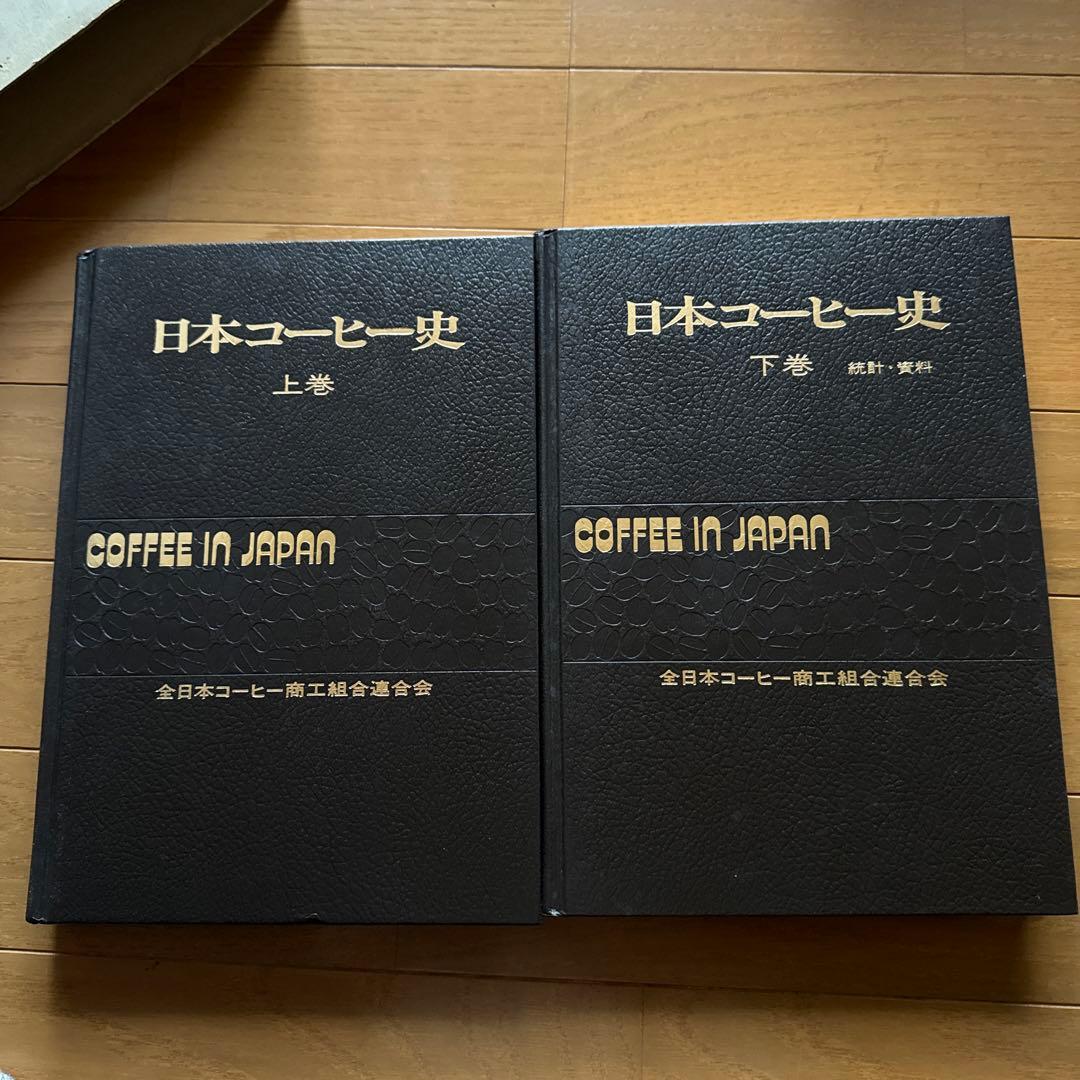 日本コーヒー史
上巻
COFFEE IN JAPAN
全日本コーヒー商工組合連合会
日本コーヒー史
下巻 統計・資料
COFFEE IN JAPAN
全日本コーヒー商工組合連合会